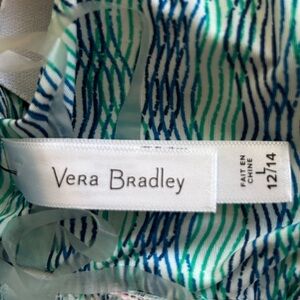 Vera Bradley
FAIT EN
CHINE
L
12/14